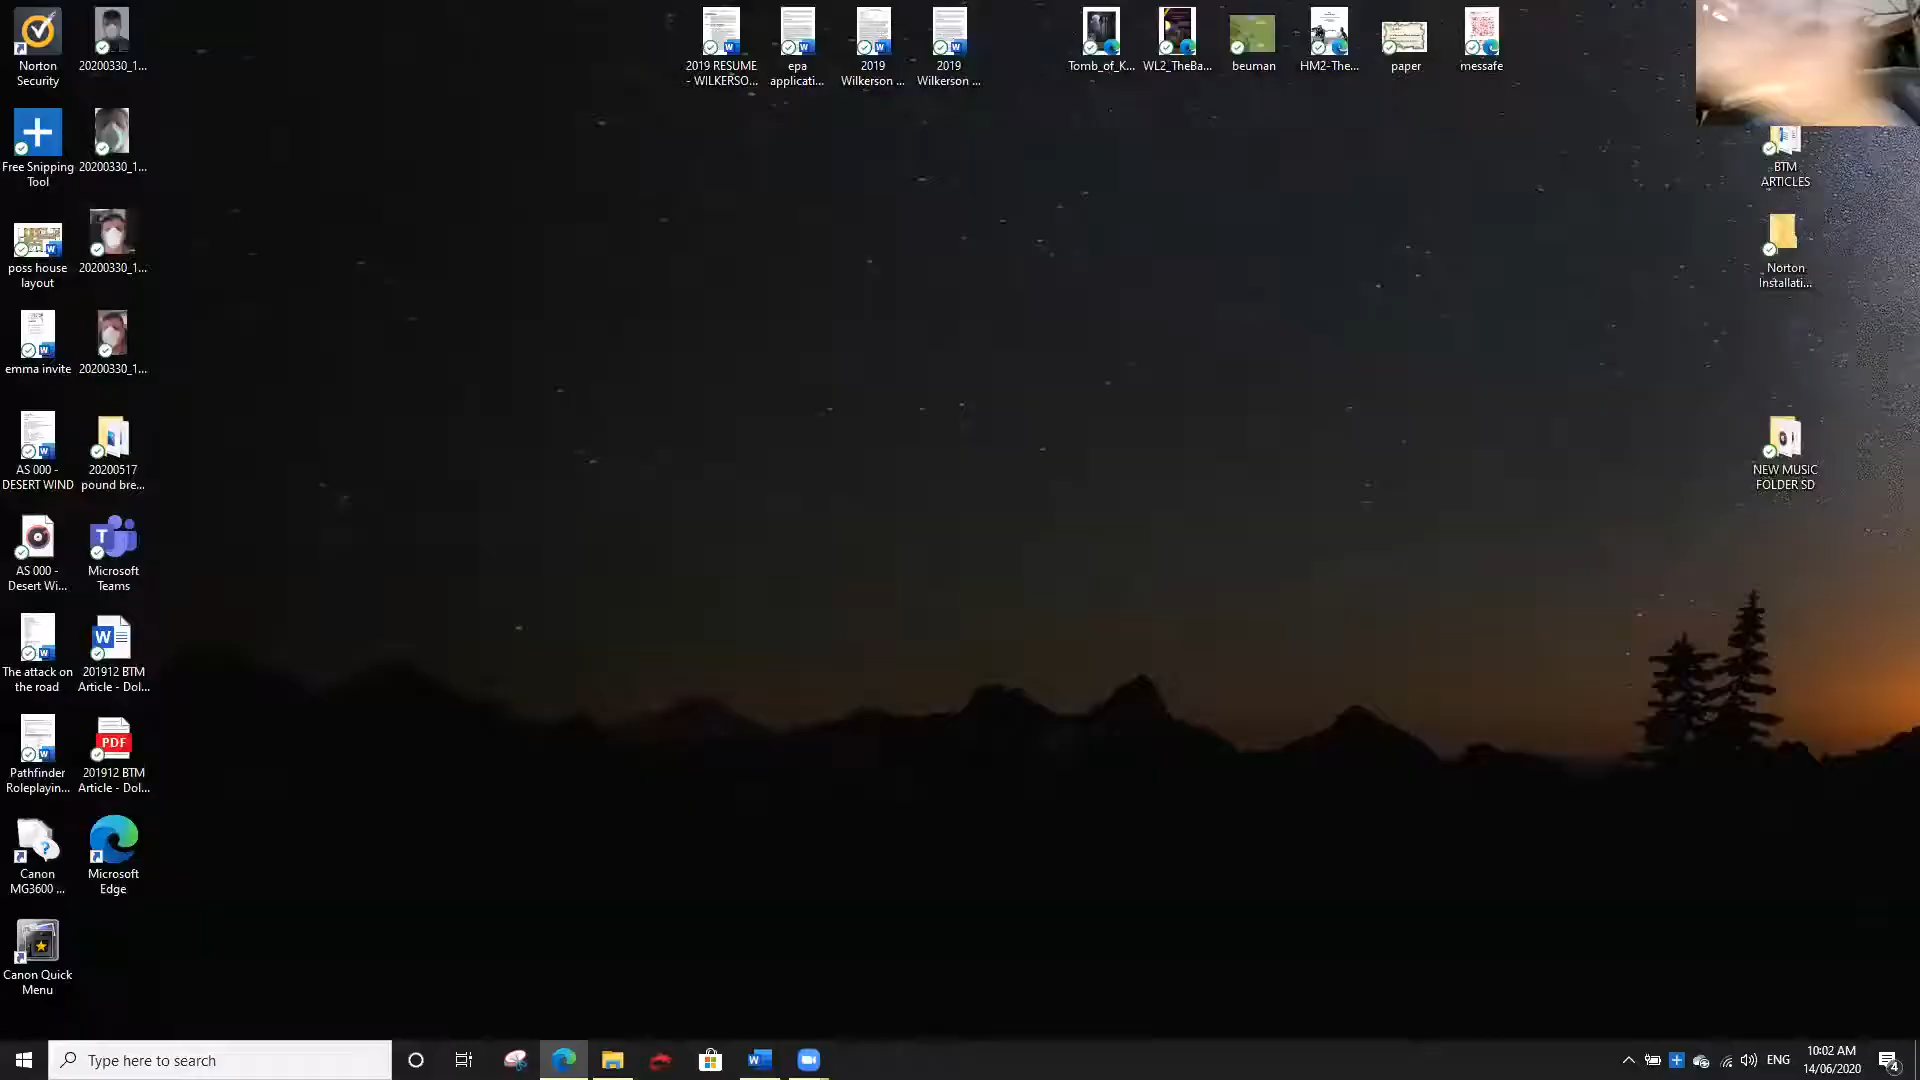 Norton
Security
20200330_1...
Free Snipping
Tool
20200330_1...
poss house
layout
20200330_1...
emma invite
20200330_1...
AS 000 -
DESERT WIND
20200517
pound bre...
AS 000 -
Desert Wi...
T
Microsoft
Teams
The attack on
the road
W
201912 BTM
Article - Dol...
Pathfinder
Roleplayin...
PDF
201912 BTM
Article - Dol...
Canon
MG3600 ...
Microsoft
Edge
Canon Quick
Menu
2019 RESUME
- WILKERSO...
epa
applicati...
2019
Wilkerson ...
2019
Wilkerson ...
Tomb_of_K...
WL2_TheBa...
beuman
HM2-The...
paper
messafe
BTM
ARTICLES
Norton
Installati...
NEW MUSIC
FOLDER SD
Type here to search
ENG
10:02 AM
14/06/2020
4